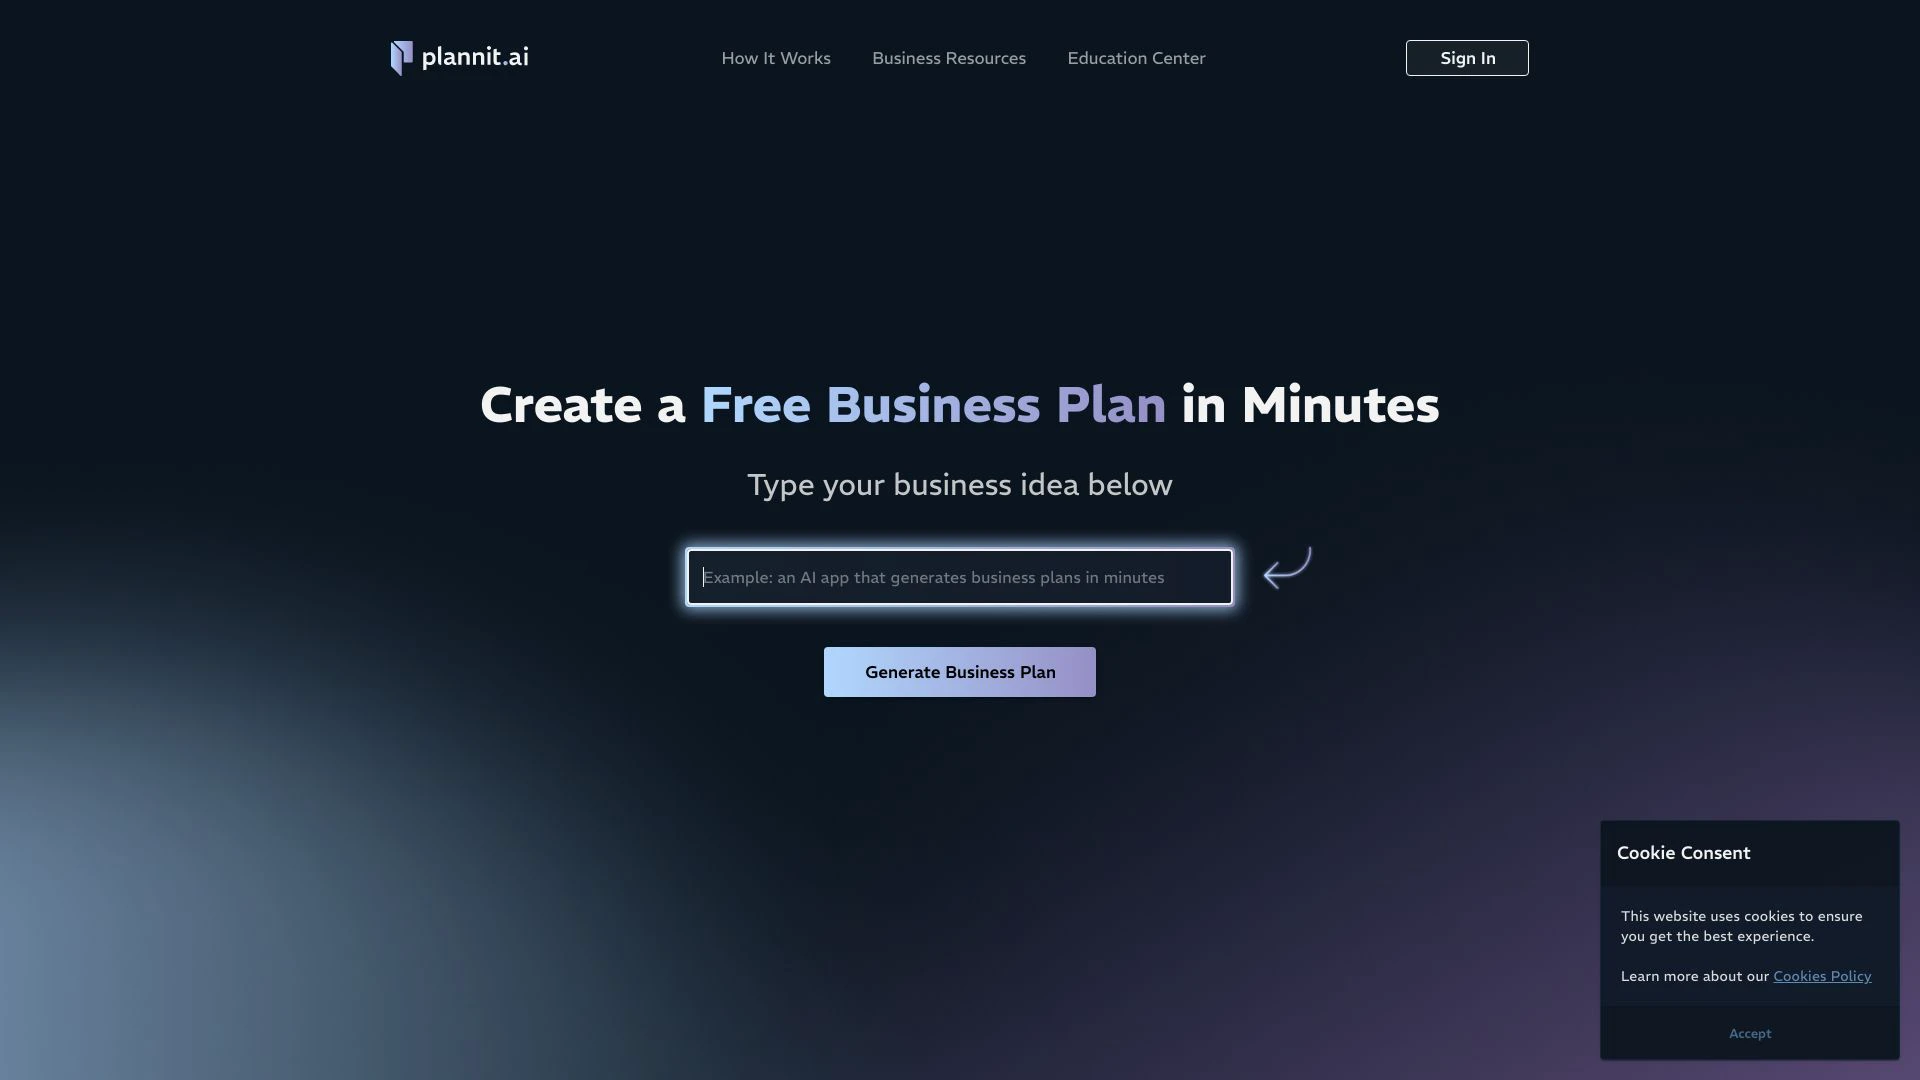 plannit.ai
How It Works
Business Resources
Education Center
Sign In
Create a Free Business Plan in Minutes
Type your business idea below
Example: an AI app that generates business plans in minutes
Generate Business Plan
Cookie Consent
This website uses cookies to ensure
you get the best experience.
Learn more about our Cookies Policy
Accept